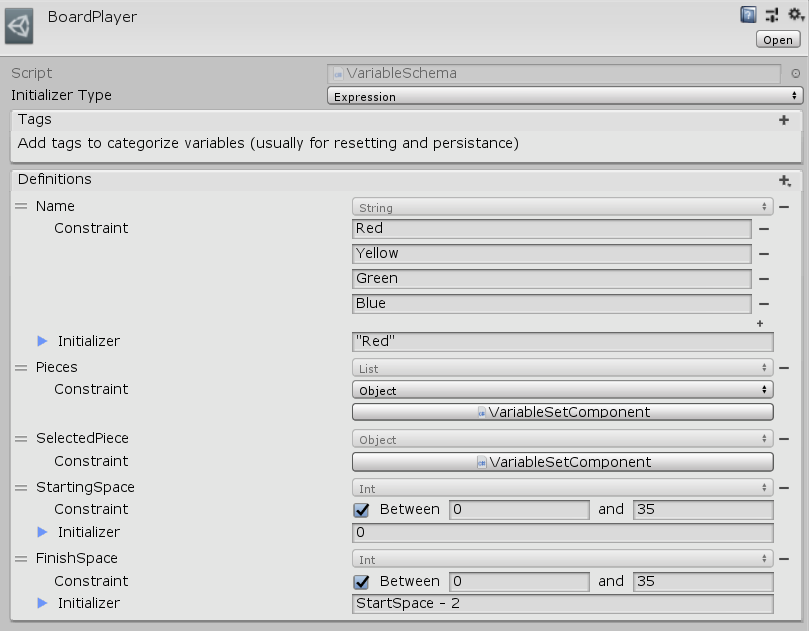 BoardPlayer
Open
Script VariableSchema
Initializer Type Expression
Tags
Add tags to categorize variables (usually for resetting and persistance)
Definitions
Name String
Constraint Red
Yellow
Green
Blue
Initializer "Red"
Pieces List
Constraint Object
VariableSetComponent
SelectedPiece Object
Constraint VariableSetComponent
StartingSpace Int
Constraint Between 0 and 35
Initializer 0
FinishSpace Int
Constraint Between 0 and 35
Initializer StartSpace - 2